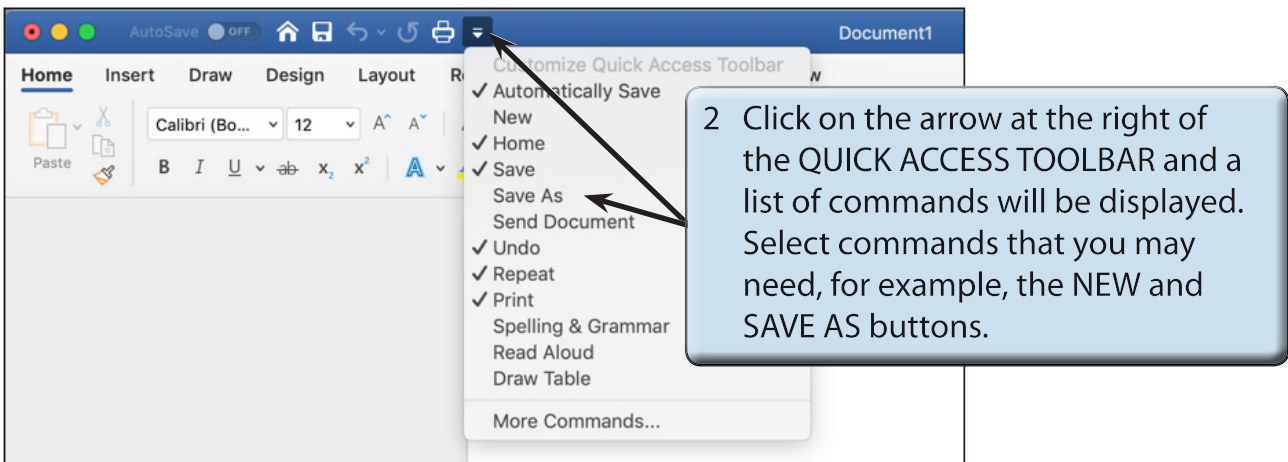 AutoSave OFF Document1
Home Insert Draw Design Layout
Customize Quick Access Toolbar
✓ Automatically Save
New
✓ Home
✓ Save
Save As
Send Document
✓ Undo
✓ Repeat
✓ Print
Spelling & Grammar
Read Aloud
Draw Table
More Commands...
Calibri (Bo... 12 A^ A˅
Paste B I U ab x₂ x² A
2 Click on the arrow at the right of
the QUICK ACCESS TOOLBAR and a
list of commands will be displayed.
Select commands that you may
need, for example, the NEW and
SAVE AS buttons.